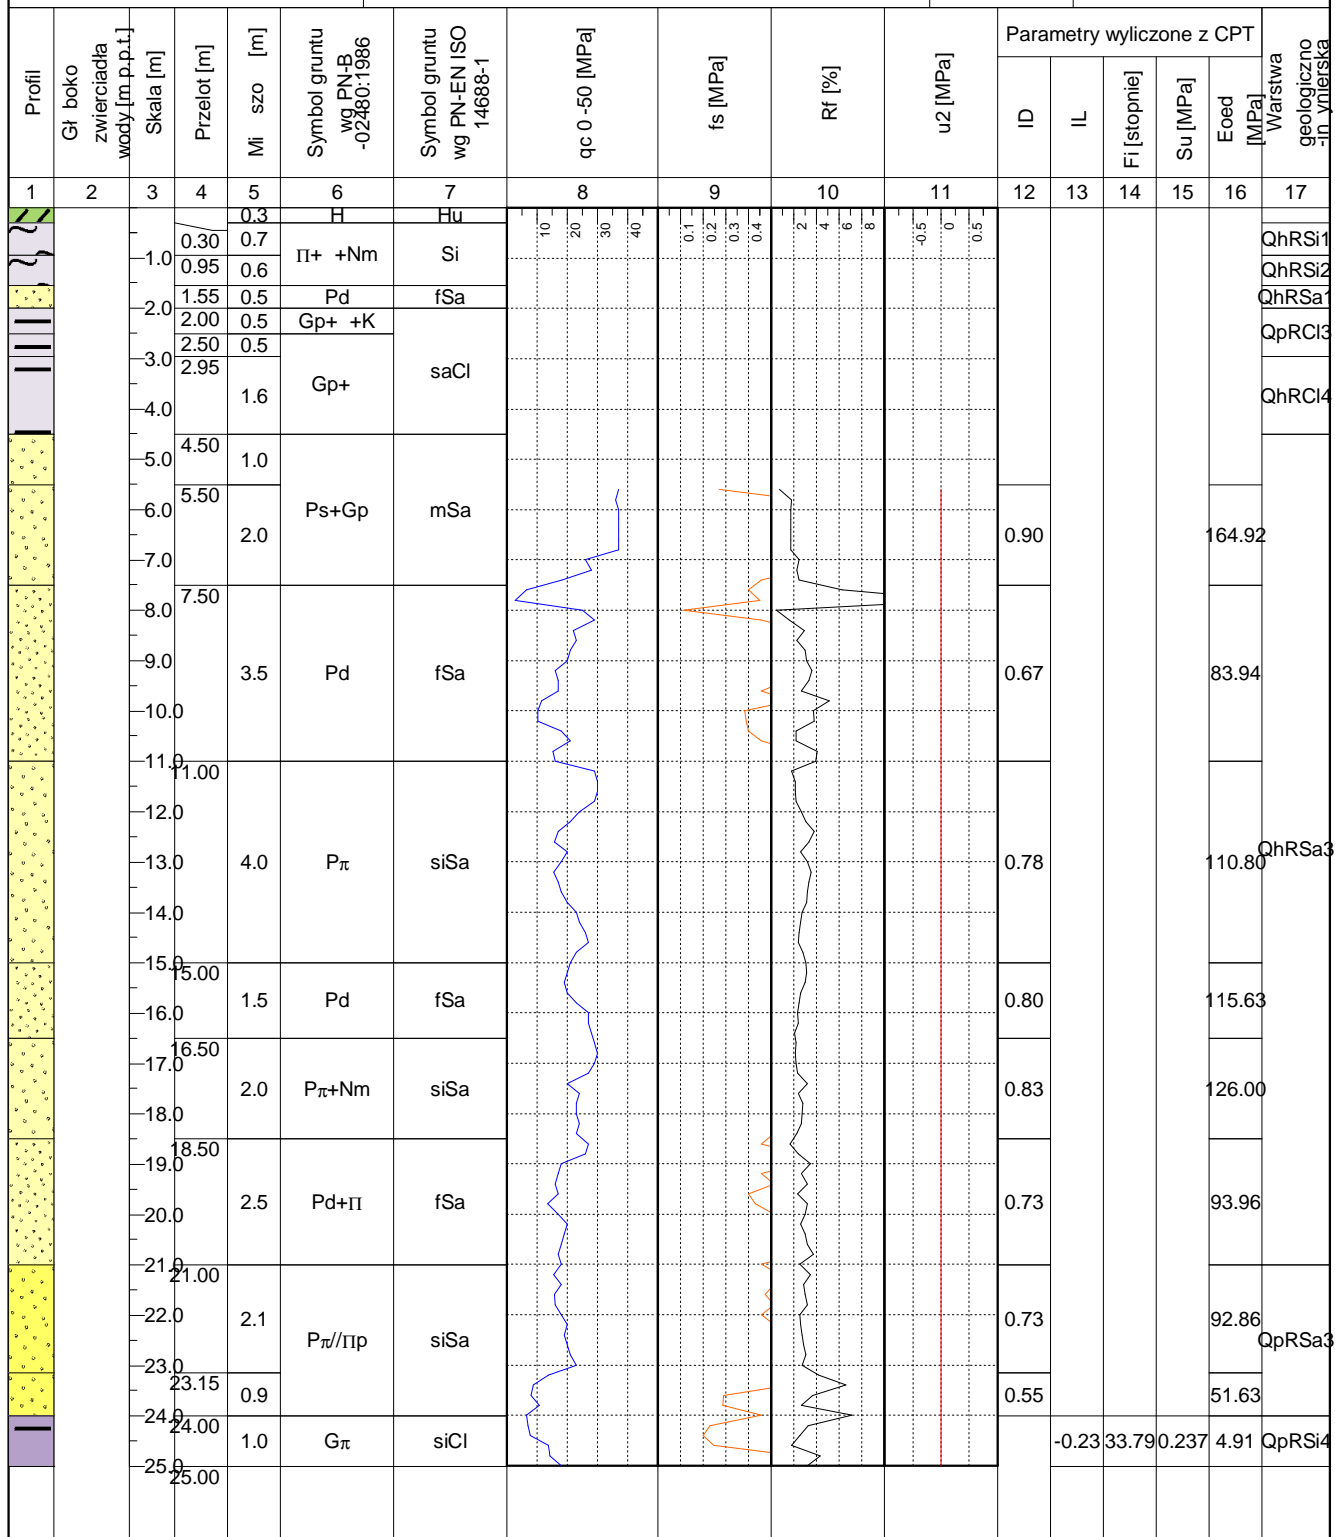 Profil
Gł boko
zwierciadła
wody[m p.p.t.]
Skala [m]
Przelot [m]
Mi szo [m]
Symbol gruntu
wg PN-B
-02480:1986
Symbol gruntu
wg PN-EN ISO
14688-1
qc 0 -50 [MPa]
fs [MPa]
Rf [%]
u2 [MPa]
Parametry wyliczone z CPT
ID
IL
Fi [stopnie]
Su [MPa]
Eoed
[MPa]
Warstwa
geologiczno
-in ynierska
1 2 3 4 5 6 7 8 9 10 11 12 13 14 15 16 17
10 20 30 40
0.1 0.2 0.3 0.4
2 4 6 8
-0.5 0 0.5
0.3 H Hu
0.30 0.7 Π+ +Nm Si QhRSi1
1.0
0.95 0.6 QhRSi2
1.55 0.5 Pd fSa QhRSa1
2.0
2.00 0.5 Gp+ +K saCl QpRCl3
2.50 0.5 Gp+
3.0
2.95 1.6 QhRCl4
4.0
4.50 1.0 Ps+Gp mSa QhRSa3
5.0
5.50 2.0 0.90 164.92
6.0
7.0
7.50 3.5 Pd fSa 0.67 83.94
8.0
9.0
10.0
11.0
11.00 4.0 Pπ siSa 0.78 110.80
12.0
13.0
14.0
15.0
15.00 1.5 Pd fSa 0.80 115.63
16.0
16.50 2.0 Pπ+Nm siSa 0.83 126.00
17.0
18.0
18.50 2.5 Pd+Π fSa 0.73 93.96
19.0
20.0
21.0
21.00 2.1 Pπ//Πp siSa 0.73 92.86 QpRSa3
22.0
23.0
23.15 0.9 0.55 51.63
24.0
24.00 1.0 Gπ siCl -0.23 33.79 0.237 4.91 QpRSi4
25.0
25.00